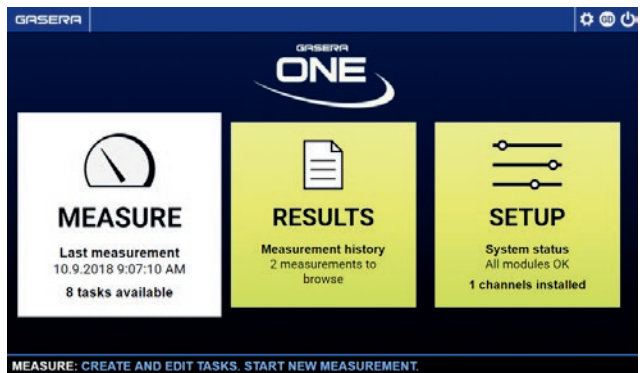 GASERA
GD
GASERA
ONE
MEASURE
Last measurement
10.9.2018 9:07:10 AM
8 tasks available
RESULTS
Measurement history
2 measurements to
browse
SETUP
System status
All modules OK
1 channels installed
MEASURE: CREATE AND EDIT TASKS. START NEW MEASUREMENT.